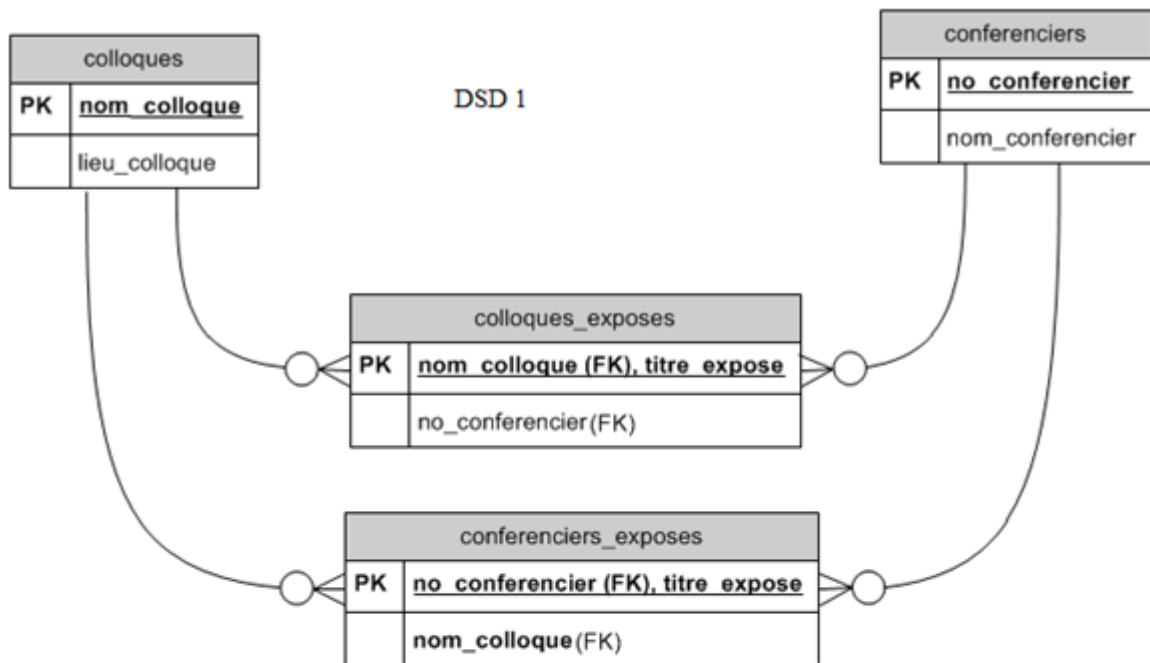 colloques
PK nom_colloque
lieu_colloque
DSD 1
conferenciers
PK no_conferencier
nom_conferencier
colloques_exposes
PK nom_colloque (FK), titre_expose
no_conferencier(FK)
conferenciers_exposes
PK no_conferencier (FK), titre_expose
nom_colloque(FK)